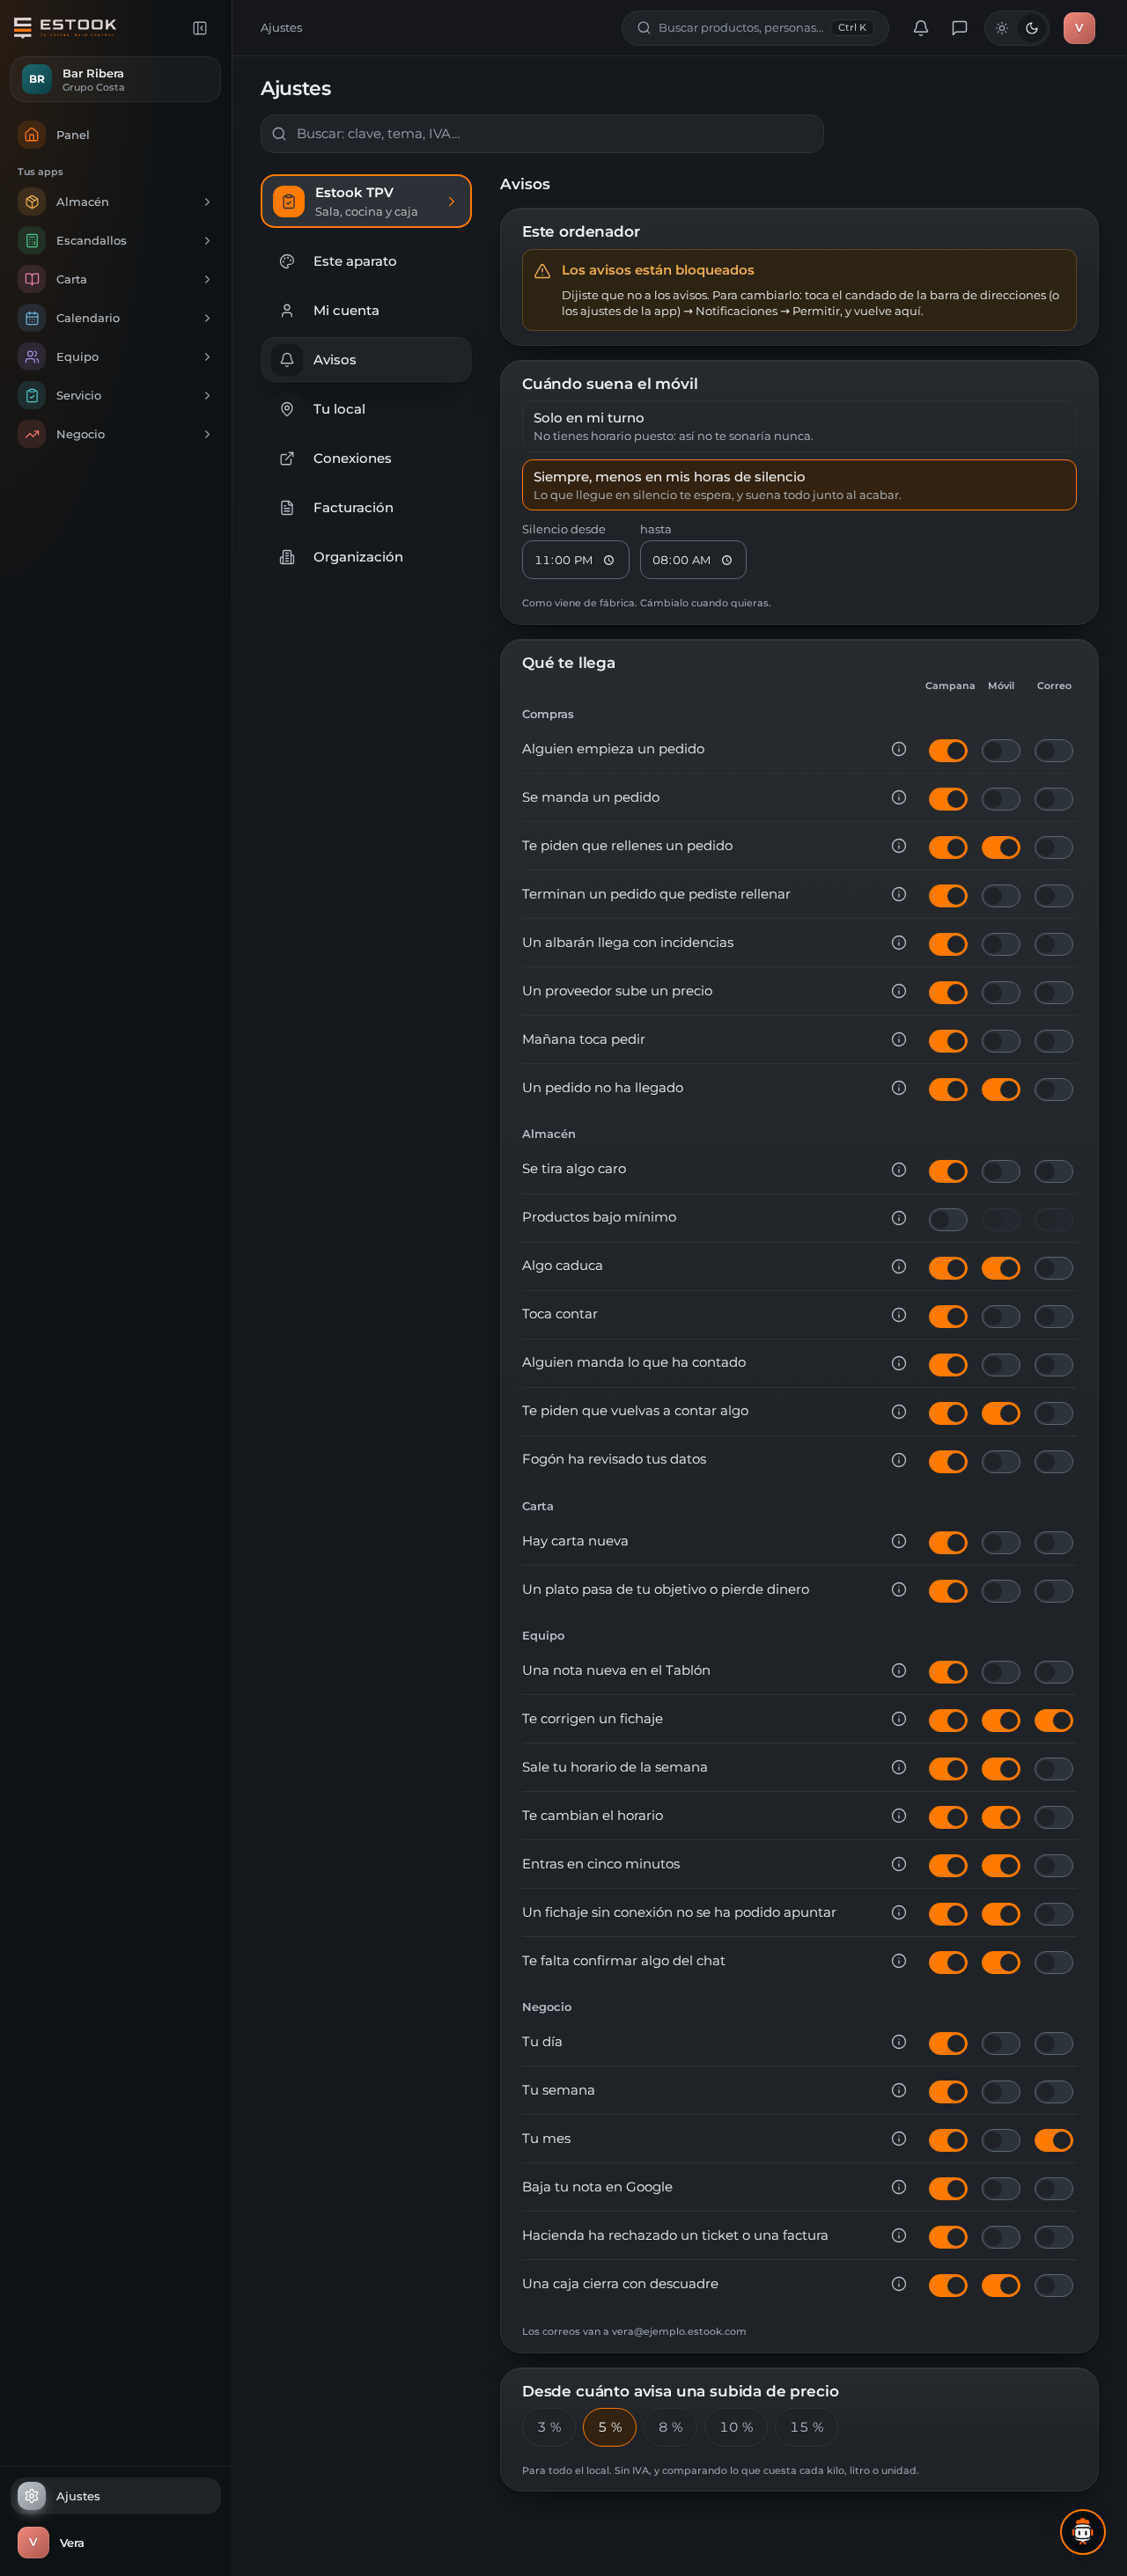 ESTOOK
TU COCINA, BAJO CONTROL
BR
Bar Ribera
Grupo Costa
Panel
Tus apps
Almacén
Escandallos
Carta
Calendario
Equipo
Servicio
Negocio
Ajustes
V
Vera
Ajustes
Buscar productos, personas...
Ctrl K
V
Ajustes
Buscar: clave, tema, IVA...
Estook TPV
Sala, cocina y caja
Este aparato
Mi cuenta
Avisos
Tu local
Conexiones
Facturación
Organización
Avisos
Este ordenador
Los avisos están bloqueados
Dijiste que no a los avisos. Para cambiarlo: toca el candado de la barra de direcciones (o
los ajustes de la app) → Notificaciones → Permitir, y vuelve aquí.
Cuándo suena el móvil
Solo en mi turno
No tienes horario puesto: así no te sonaría nunca.
Siempre, menos en mis horas de silencio
Lo que llegue en silencio te espera, y suena todo junto al acabar.
Silencio desde
hasta
11:00 PM
08:00 AM
Como viene de fábrica. Cámbialo cuando quieras.
Qué te llega
Campana Móvil Correo
Compras
Alguien empieza un pedido
Se manda un pedido
Te piden que rellenes un pedido
Terminan un pedido que pediste rellenar
Un albarán llega con incidencias
Un proveedor sube un precio
Mañana toca pedir
Un pedido no ha llegado
Almacén
Se tira algo caro
Productos bajo mínimo
Algo caduca
Toca contar
Alguien manda lo que ha contado
Te piden que vuelvas a contar algo
Fogón ha revisado tus datos
Carta
Hay carta nueva
Un plato pasa de tu objetivo o pierde dinero
Equipo
Una nota nueva en el Tablón
Te corrigen un fichaje
Sale tu horario de la semana
Te cambian el horario
Entras en cinco minutos
Un fichaje sin conexión no se ha podido apuntar
Te falta confirmar algo del chat
Negocio
Tu día
Tu semana
Tu mes
Baja tu nota en Google
Hacienda ha rechazado un ticket o una factura
Una caja cierra con descuadre
Los correos van a vera@ejemplo.estook.com
Desde cuánto avisa una subida de precio
3 % 5 % 8 % 10 % 15 %
Para todo el local. Sin IVA, y comparando lo que cuesta cada kilo, litro o unidad.